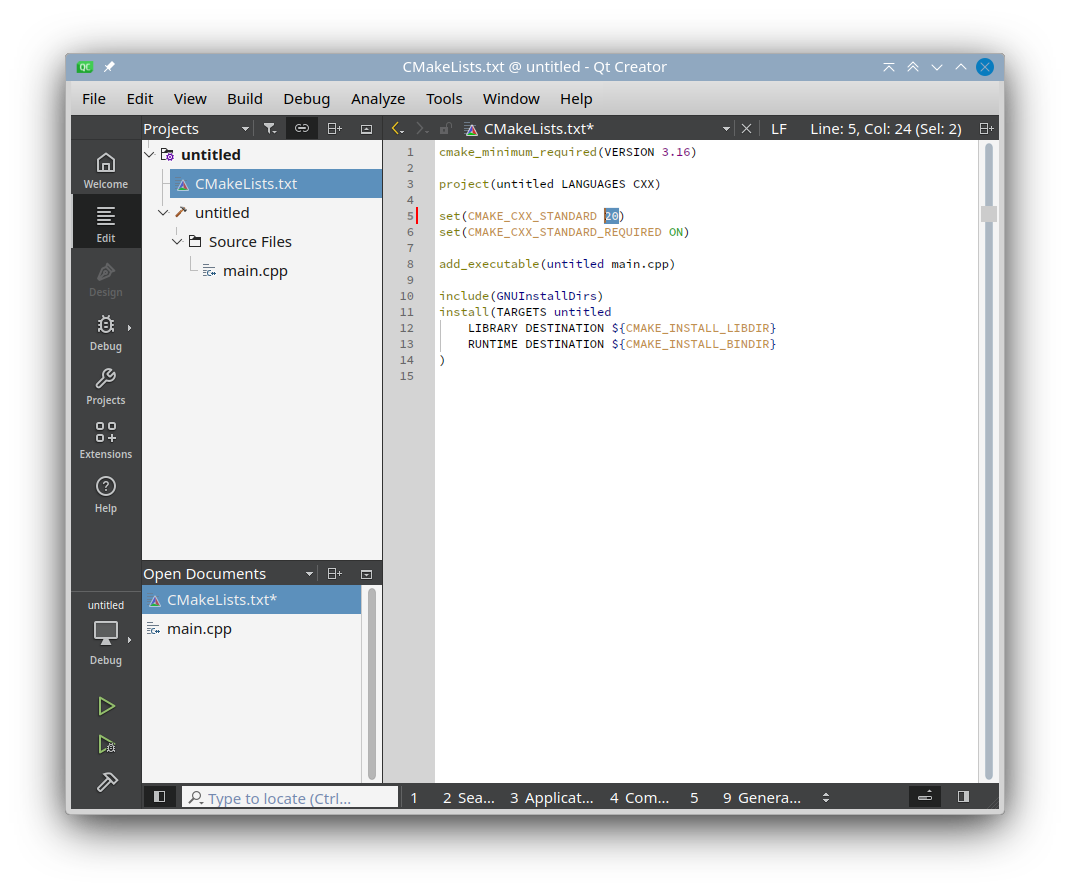 QC
CMakeLists.txt @ untitled - Qt Creator
File Edit View Build Debug Analyze Tools Window Help
Projects
CMakeLists.txt*
LF
Line: 5, Col: 24 (Sel: 2)
Welcome
Edit
Design
Debug
Projects
Extensions
Help
untitled
Debug
untitled
CMakeLists.txt
untitled
Source Files
main.cpp
Open Documents
CMakeLists.txt*
main.cpp
1 cmake_minimum_required(VERSION 3.16)
2
3 project(untitled LANGUAGES CXX)
4
5 set(CMAKE_CXX_STANDARD 20)
6 set(CMAKE_CXX_STANDARD_REQUIRED ON)
7
8 add_executable(untitled main.cpp)
9
10 include(GNUInstallDirs)
11 install(TARGETS untitled
12 LIBRARY DESTINATION ${CMAKE_INSTALL_LIBDIR}
13 RUNTIME DESTINATION ${CMAKE_INSTALL_BINDIR}
14 )
15
Type to locate (Ctrl...
1 2 Sea... 3 Applicat... 4 Com... 5 9 Genera...